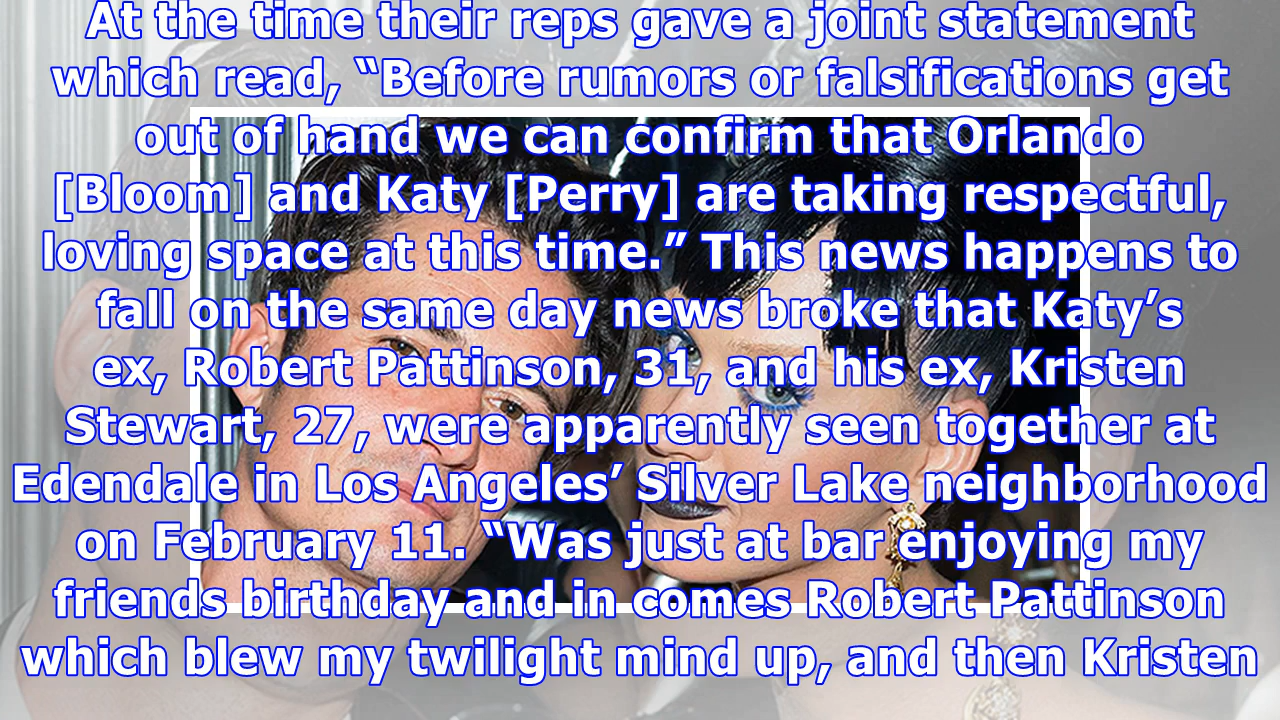 At the time their reps gave a joint statement
which read, “Before rumors or falsifications get
out of hand we can confirm that Orlando
[Bloom] and Katy [Perry] are taking respectful,
loving space at this time.” This news happens to
fall on the same day news broke that Katy’s
ex, Robert Pattinson, 31, and his ex, Kristen
Stewart, 27, were apparently seen together at
Edendale in Los Angeles’ Silver Lake neighborhood
on February 11. “Was just at bar enjoying my
friends birthday and in comes Robert Pattinson
which blew my twilight mind up, and then Kristen